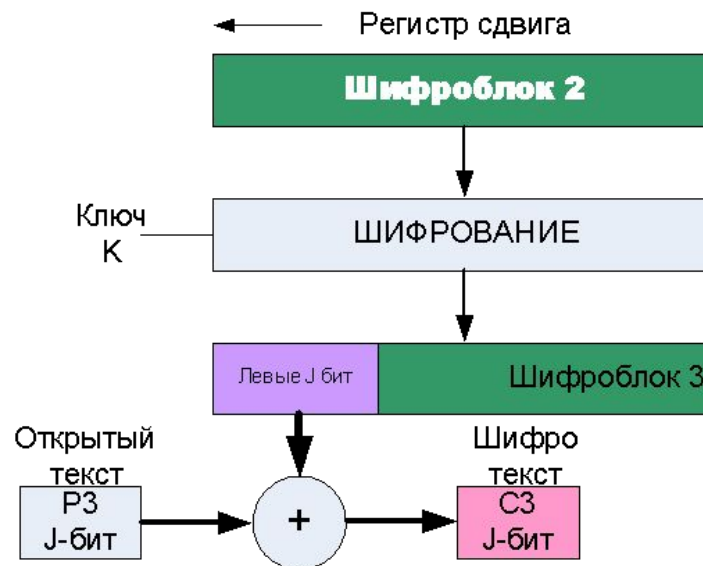 Регистр сдвига
Шифроблок 2
Ключ
K
ШИФРОВАНИЕ
Левые J бит
Шифроблок 3
Открытый
текст
Шифро
текст
P3
J-бит
+
C3
J-бит